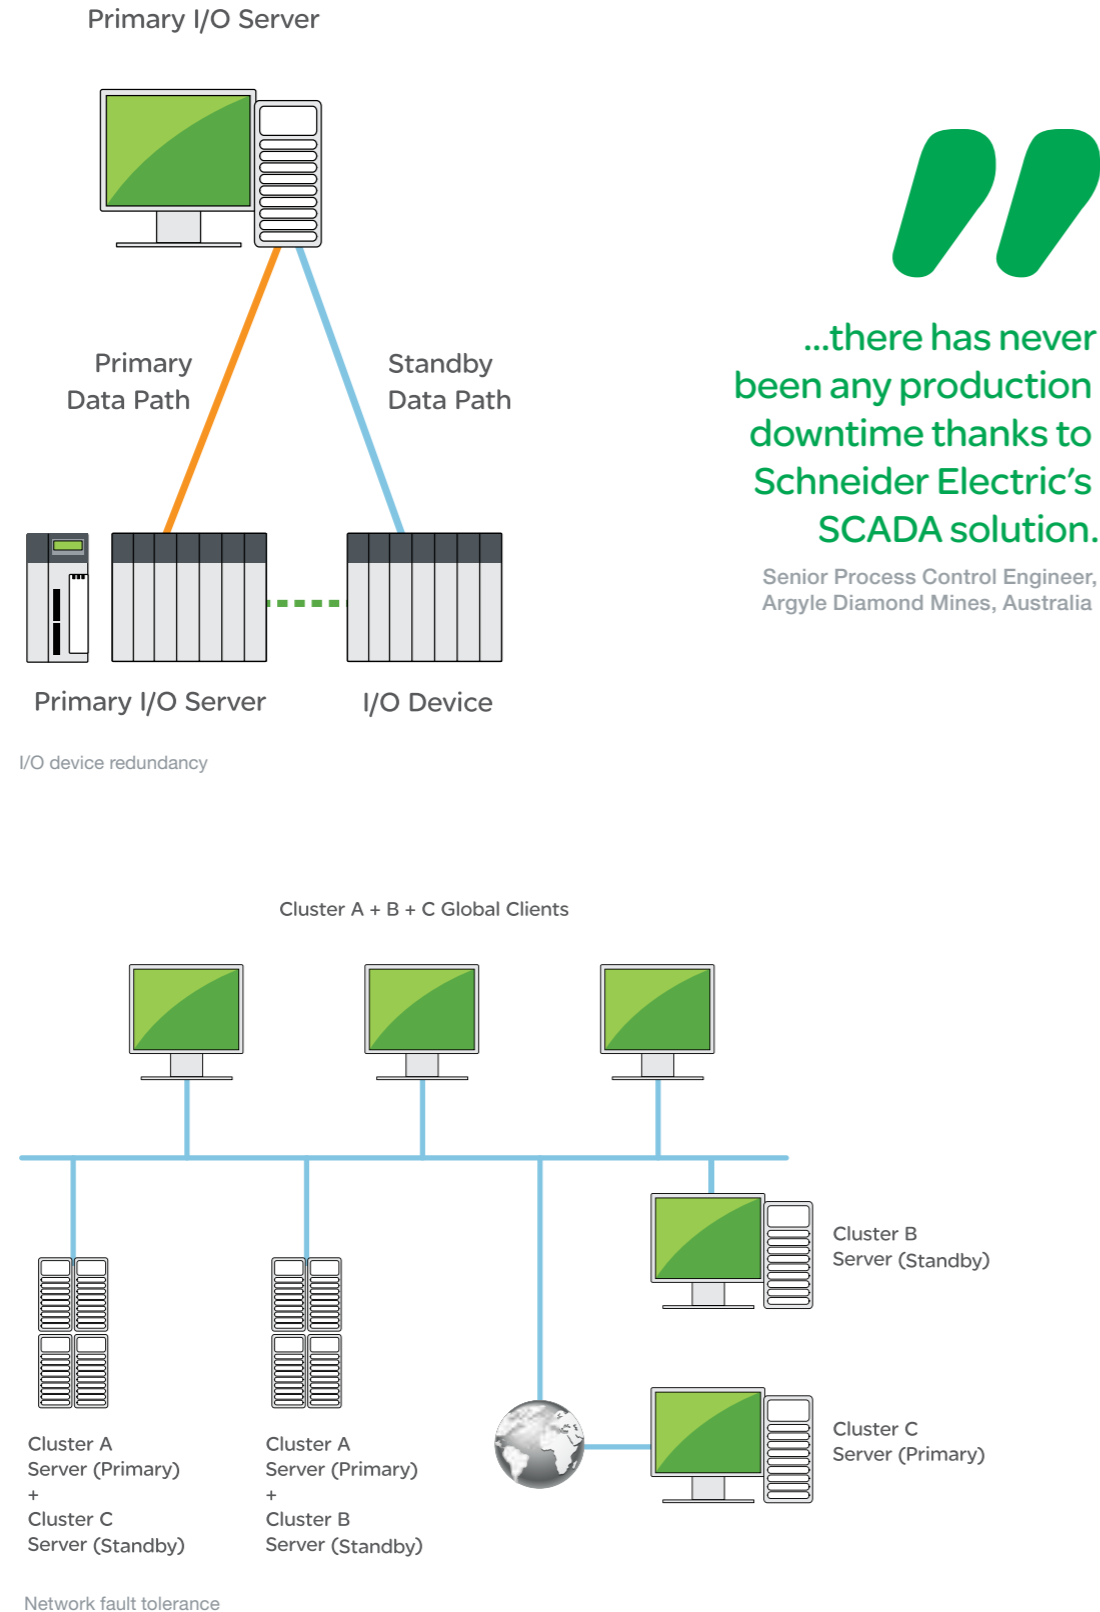 Primary I/O Server
Primary
Data Path
Standby
Data Path
Primary I/O Server
I/O Device
I/O device redundancy
...there has never
been any production
downtime thanks to
Schneider Electric's
SCADA solution.
Senior Process Control Engineer,
Argyle Diamond Mines, Australia
Cluster A + B + C Global Clients
Cluster B
Server (Standby)
Cluster C
Server (Primary)
Cluster A
Server (Primary)
+
Cluster C
Server (Standby)
Cluster A
Server (Primary)
+
Cluster B
Server (Standby)
Network fault tolerance